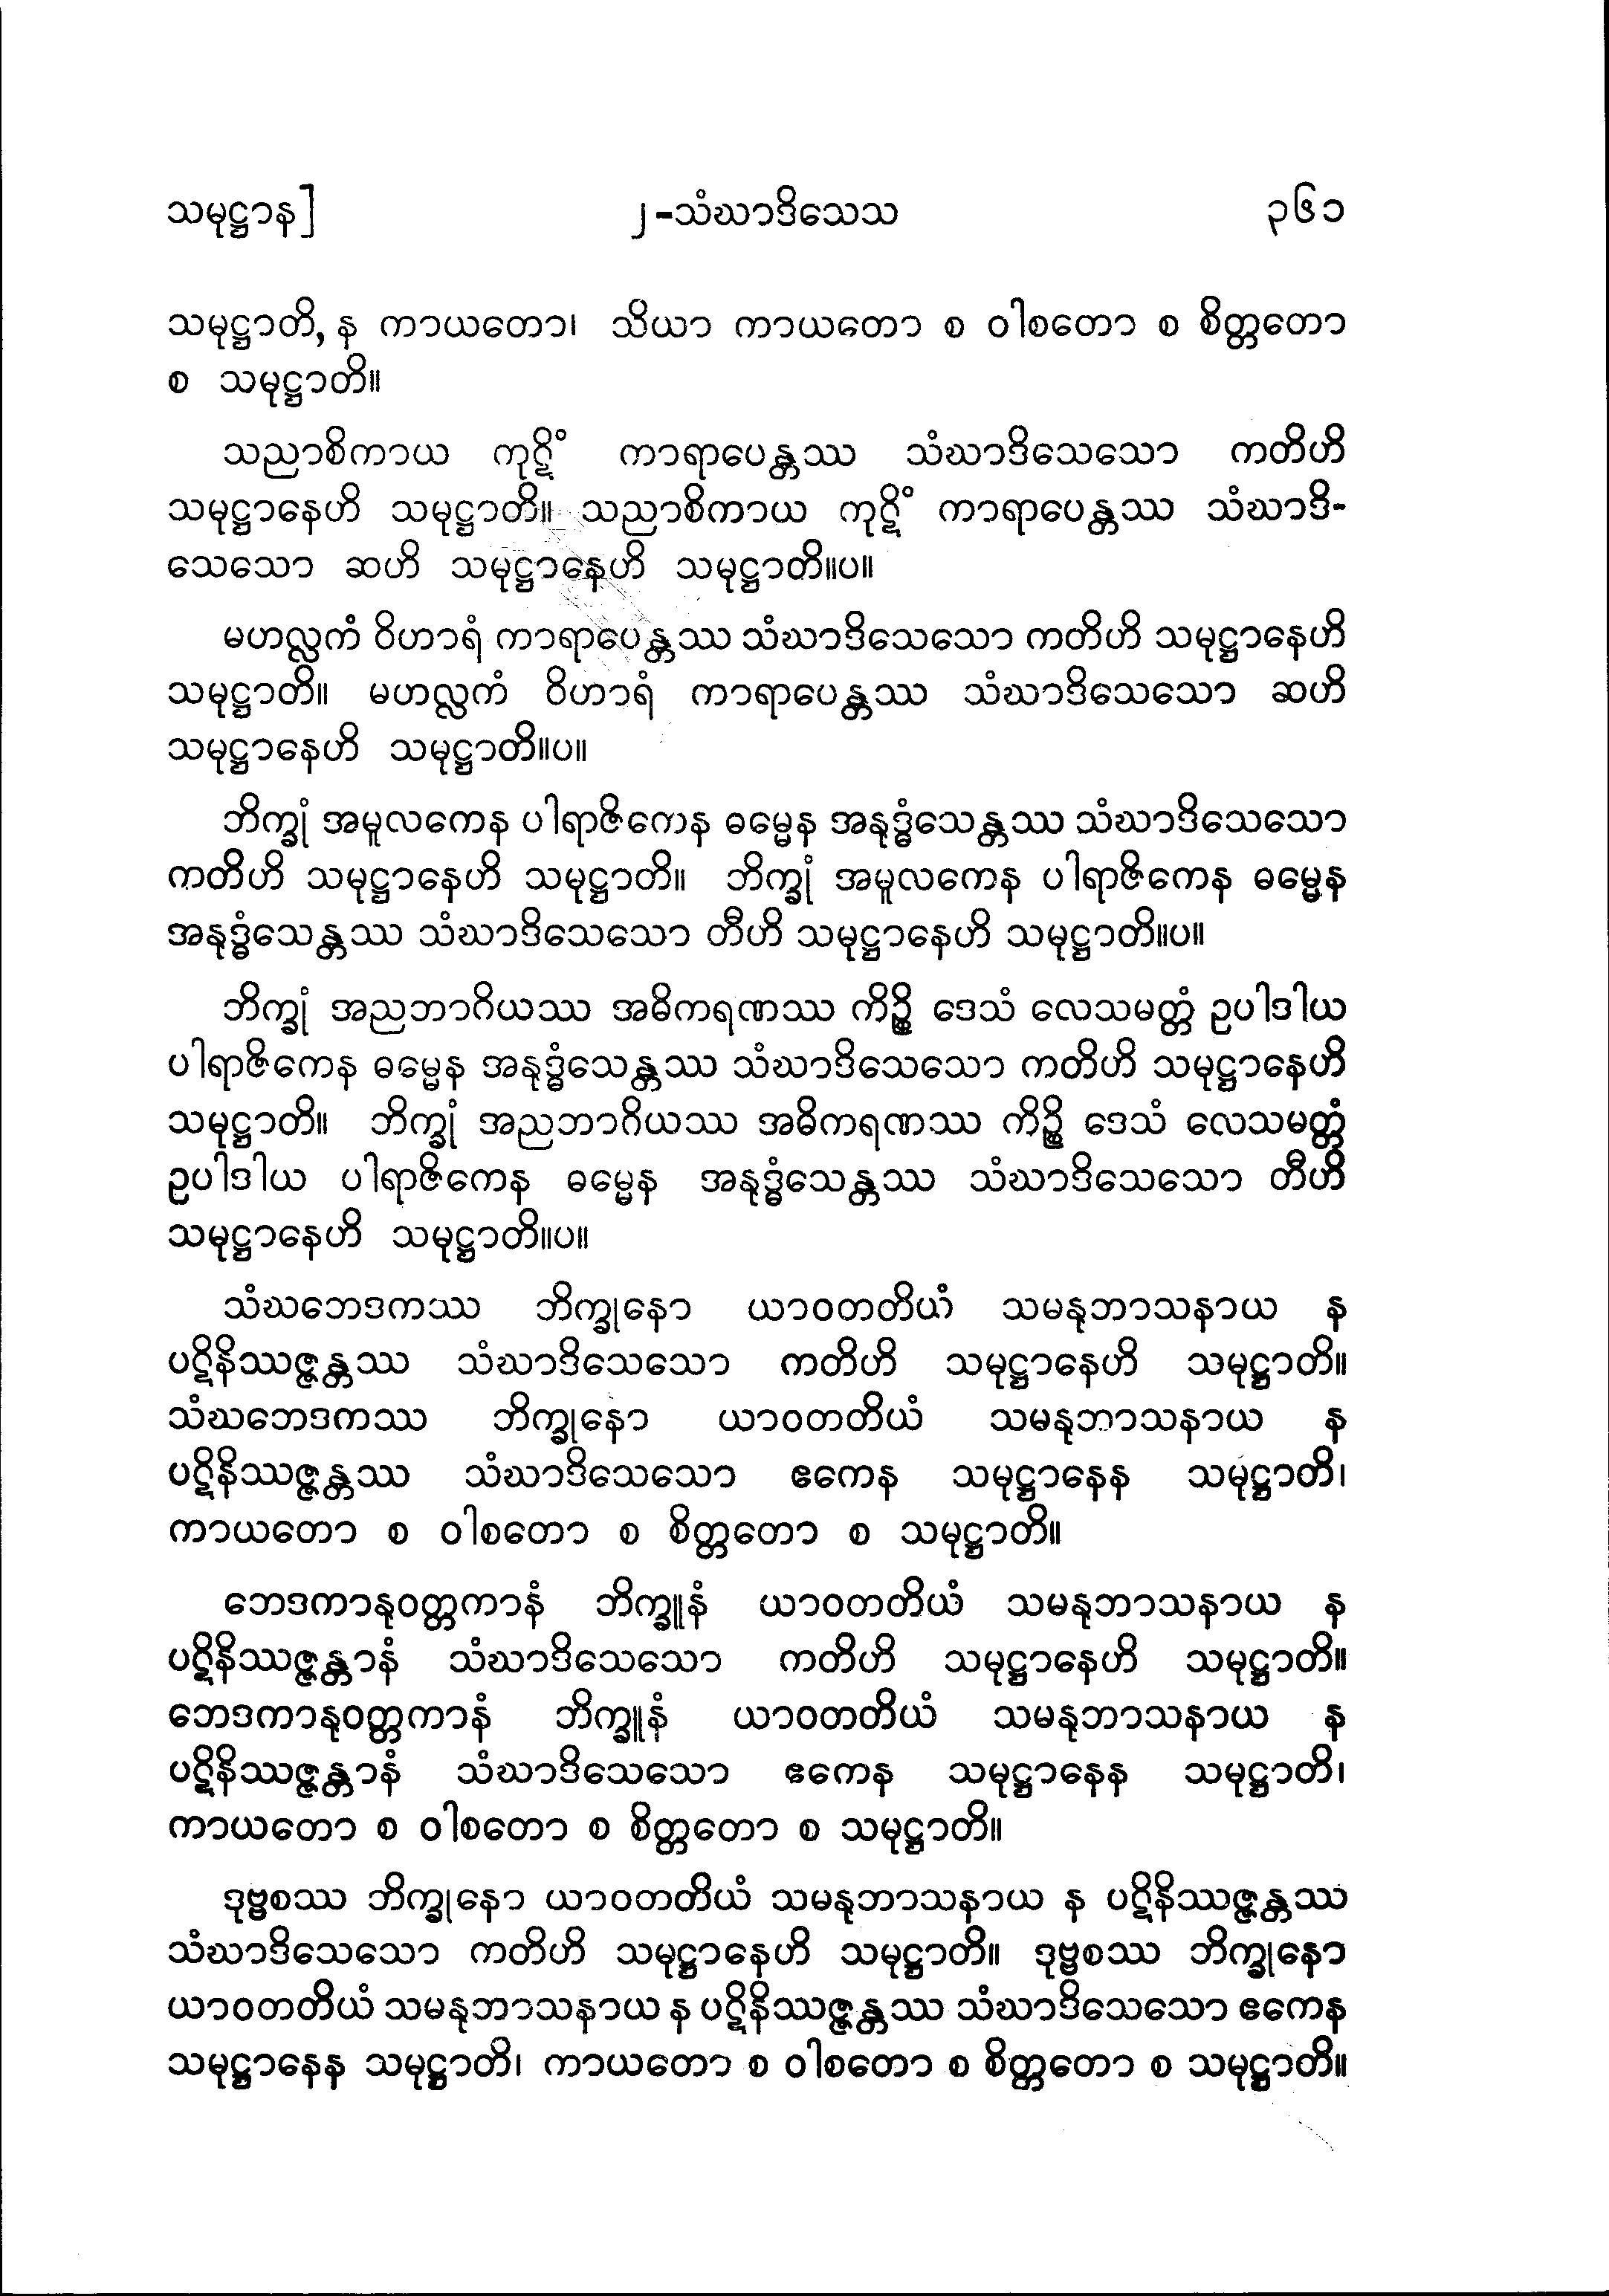 သမုဋ္ဌာန]
၂-သံဃာဒိသေသ
၃၆၁
သမုဋ္ဌာတိ, န ကာယတော၊ သိယာ ကာယတော စ ဝါစတော စ စိတ္တတော
စ သမုဋ္ဌာတိ။
သညာစိကာယ ကုဋိံ ကာရာပေန္တဿ သံဃာဒိသေသော ကတိဟိ
သမုဋ္ဌာနေဟိ သမုဋ္ဌာတိ။ သညာစိကာယ ကုဋိံ ကာရာပေန္တဿ သံဃာဒိ-
သေသော ဆဟိ သမုဋ္ဌာနေဟိ သမုဋ္ဌာတိ။ပ။
မဟလ္လကံ ဝိဟာရံ ကာရာပေန္တဿ သံဃာဒိသေသော ကတိဟိ သမုဋ္ဌာနေဟိ
သမုဋ္ဌာတိ။ မဟလ္လကံ ဝိဟာရံ ကာရာပေန္တဿ သံဃာဒိသေသော ဆဟိ
သမုဋ္ဌာနေဟိ သမုဋ္ဌာတိ။ပ။
ဘိက္ခုံ အမူလကေန ပါရာဇိကေန ဓမ္မေန အနုဒ္ဓံသေန္တဿ သံဃာဒိသေသော
ကတိဟိ သမုဋ္ဌာနေဟိ သမုဋ္ဌာတိ။ ဘိက္ခုံ အမူလကေန ပါရာဇိကေန ဓမ္မေန
အနုဒ္ဓံသေန္တဿ သံဃာဒိသေသော တီဟိ သမုဋ္ဌာနေဟိ သမုဋ္ဌာတိ။ပ။
ဘိက္ခုံ အညဘာဂိယဿ အဓိကရဏဿ ကိဉ္စိ ဒေသံ လေသမတ္တံ ဥပါဒါယ
ပါရာဇိကေန ဓမ္မေန အနုဒ္ဓံသေန္တဿ သံဃာဒိသေသော ကတိဟိ သမုဋ္ဌာနေဟိ
သမုဋ္ဌာတိ။ ဘိက္ခုံ အညဘာဂိယဿ အဓိကရဏဿ ကိဉ္စိ ဒေသံ လေသမတ္တံ
ဥပါဒါယ ပါရာဇိကေန ဓမ္မေန အနုဒ္ဓံသေန္တဿ သံဃာဒိသေသော တီဟိ
သမုဋ္ဌာနေဟိ သမုဋ္ဌာတိ။ပ။
သံဃဘေဒကဿ ဘိက္ခုနော ယာဝတတိယံ သမနုဘာသနာယ န
ပဋိနိဿဇ္ဇန္တဿ သံဃာဒိသေသော ကတိဟိ သမုဋ္ဌာနေဟိ သမုဋ္ဌာတိ။
သံဃဘေဒကဿ ဘိက္ခုနော ယာဝတတိယံ သမနုဘာသနာယ န
ပဋိနိဿဇ္ဇန္တဿ သံဃာဒိသေသော ဧကေန သမုဋ္ဌာနေန သမုဋ္ဌာတိ၊
ကာယတော စ ဝါစတော စ စိတ္တတော စ သမုဋ္ဌာတိ။
ဘေဒကာနုဝတ္တကာနံ ဘိက္ခူနံ ယာဝတတိယံ သမနုဘာသနာယ န
ပဋိနိဿဇ္ဇန္တာနံ သံဃာဒိသေသော ကတိဟိ သမုဋ္ဌာနေဟိ သမုဋ္ဌာတိ။
ဘေဒကာနုဝတ္တကာနံ ဘိက္ခူနံ ယာဝတတိယံ သမနုဘာသနာယ န
ပဋိနိဿဇ္ဇန္တာနံ သံဃာဒိသေသော ဧကေန သမုဋ္ဌာနေန သမုဋ္ဌာတိ၊
ကာယတော စ ဝါစတော စ စိတ္တတော စ သမုဋ္ဌာတိ။
ဒုဗ္ဗစဿ ဘိက္ခုနော ယာဝတတိယံ သမနုဘာသနာယ န ပဋိနိဿဇ္ဇန္တဿ
သံဃာဒိသေသော ကတိဟိ သမုဋ္ဌာနေဟိ သမုဋ္ဌာတိ။ ဒုဗ္ဗစဿ ဘိက္ခုနော
ယာဝတတိယံ သမနုဘာသနာယ န ပဋိနိဿဇ္ဇန္တဿ သံဃာဒိသေသော ဧကေန
သမုဋ္ဌာနေန သမုဋ္ဌာတိ၊ ကာယတော စ ဝါစတော စ စိတ္တတော စ သမုဋ္ဌာတိ။